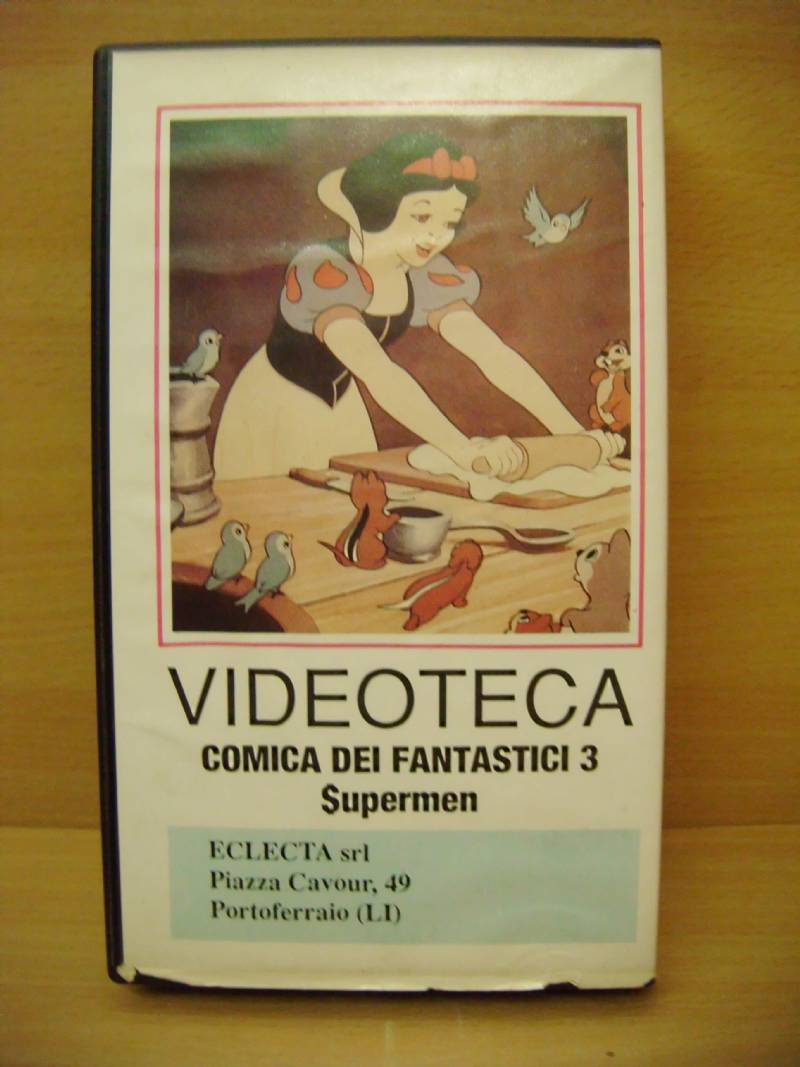 VIDEOTECA
COMICA DEI FANTASTICI 3
$upermen
ECLECTA srl
Piazza Cavour, 49
Portoferraio (LI)